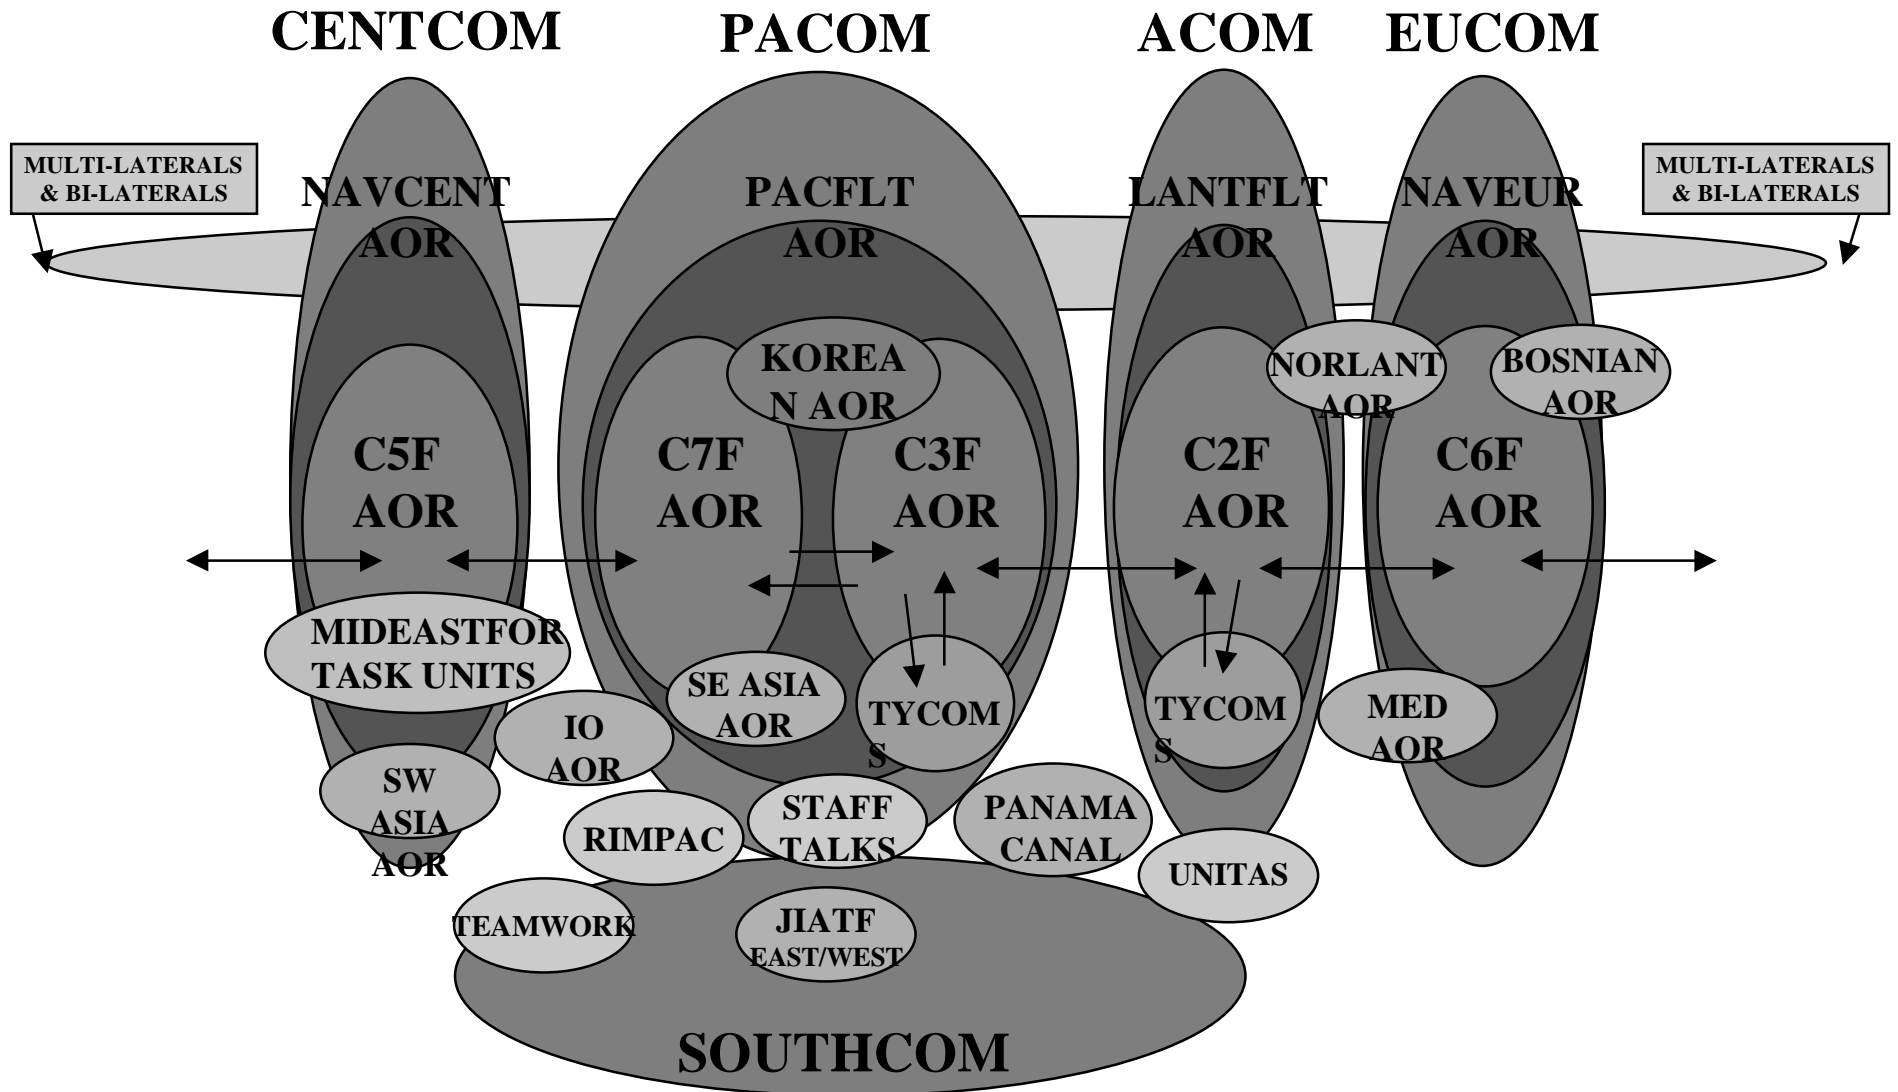 CENTCOM
PACOM
ACOM
EUCOM
MULTI-LATERALS
& BI-LATERALS
NAVCENT
AOR
PACFLT
AOR
LANTFLT
AOR
NAVEUR
AOR
MULTI-LATERALS
& BI-LATERALS
KOREA
N AOR
NORLANT
AOR
BOSNIAN
AOR
C5F
AOR
C7F
AOR
C3F
AOR
C2F
AOR
C6F
AOR
MIDEASTFOR
TASK UNITS
SE ASIA
AOR
TYCOM
S
TYCOM
S
MED
AOR
IO
AOR
SW
ASIA
AOR
RIMPAC
STAFF
TALKS
PANAMA
CANAL
UNITAS
TEAMWORK
JIATF
EAST/WEST
SOUTHCOM